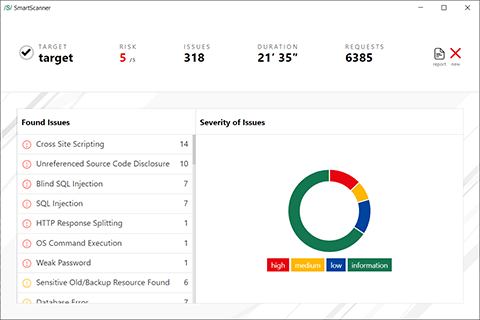 /S/ SmartScanner
TARGET
target
RISK
5 /5
ISSUES
318
DURATION
21' 35"
REQUESTS
6385
report
new
Found Issues
Cross Site Scripting 14
Unreferenced Source Code Disclosure 10
Blind SQL Injection 7
SQL Injection 7
HTTP Response Splitting 1
OS Command Execution 1
Weak Password 1
Sensitive Old/Backup Resource Found 6
Database Error 7
Severity of Issues
high
medium
low
information